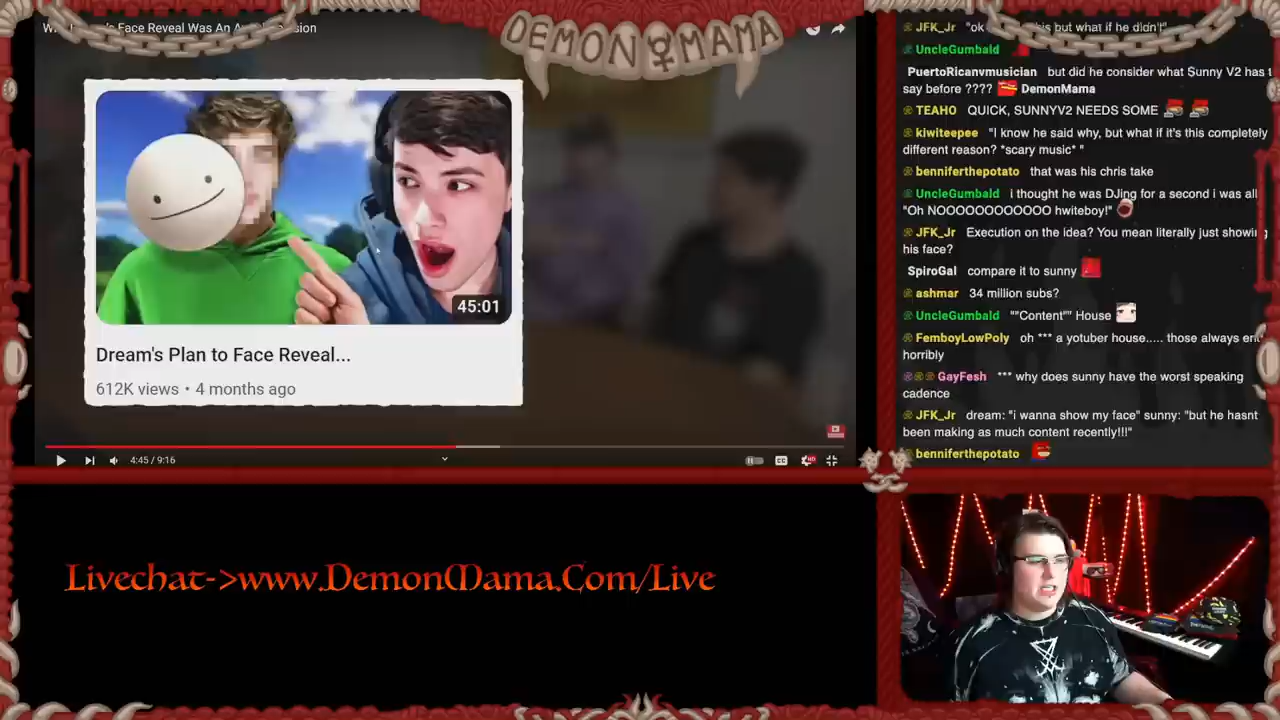 Face Reveal Was An
DEMON MAMA
45:01
Dream's Plan to Face Reveal...
612K views • 4 months ago
4:45 / 9:16
CC
HD
Livechat->www.DemonMama.Com/Live
JFK_Jr "ok this but what if he didn't"
UncleGumbald
PuertoRicanvmusician but did he consider what Sunny V2 has t
say before ???? DemonMama
TEAHO QUICK, SUNNYV2 NEEDS SOME
kiwiteepee "I know he said why, but what if it's this completely
different reason? *scary music* "
benniferthepotato that was his chris take
UncleGumbald i thought he was DJing for a second i was all
"Oh NOOOOOOOOOOOO hwiteboy!"
JFK_Jr Execution on the idea? You mean literally just showing
his face?
SpiroGal compare it to sunny
ashmar 34 million subs?
UncleGumbald ""Content"" House
FemboyLowPoly oh *** a yotuber house..... those always en
horribly
GayFesh *** why does sunny have the worst speaking
cadence
JFK_Jr dream: "i wanna show my face" sunny: "but he hasnt
been making as much content recently!!!"
benniferthepotato